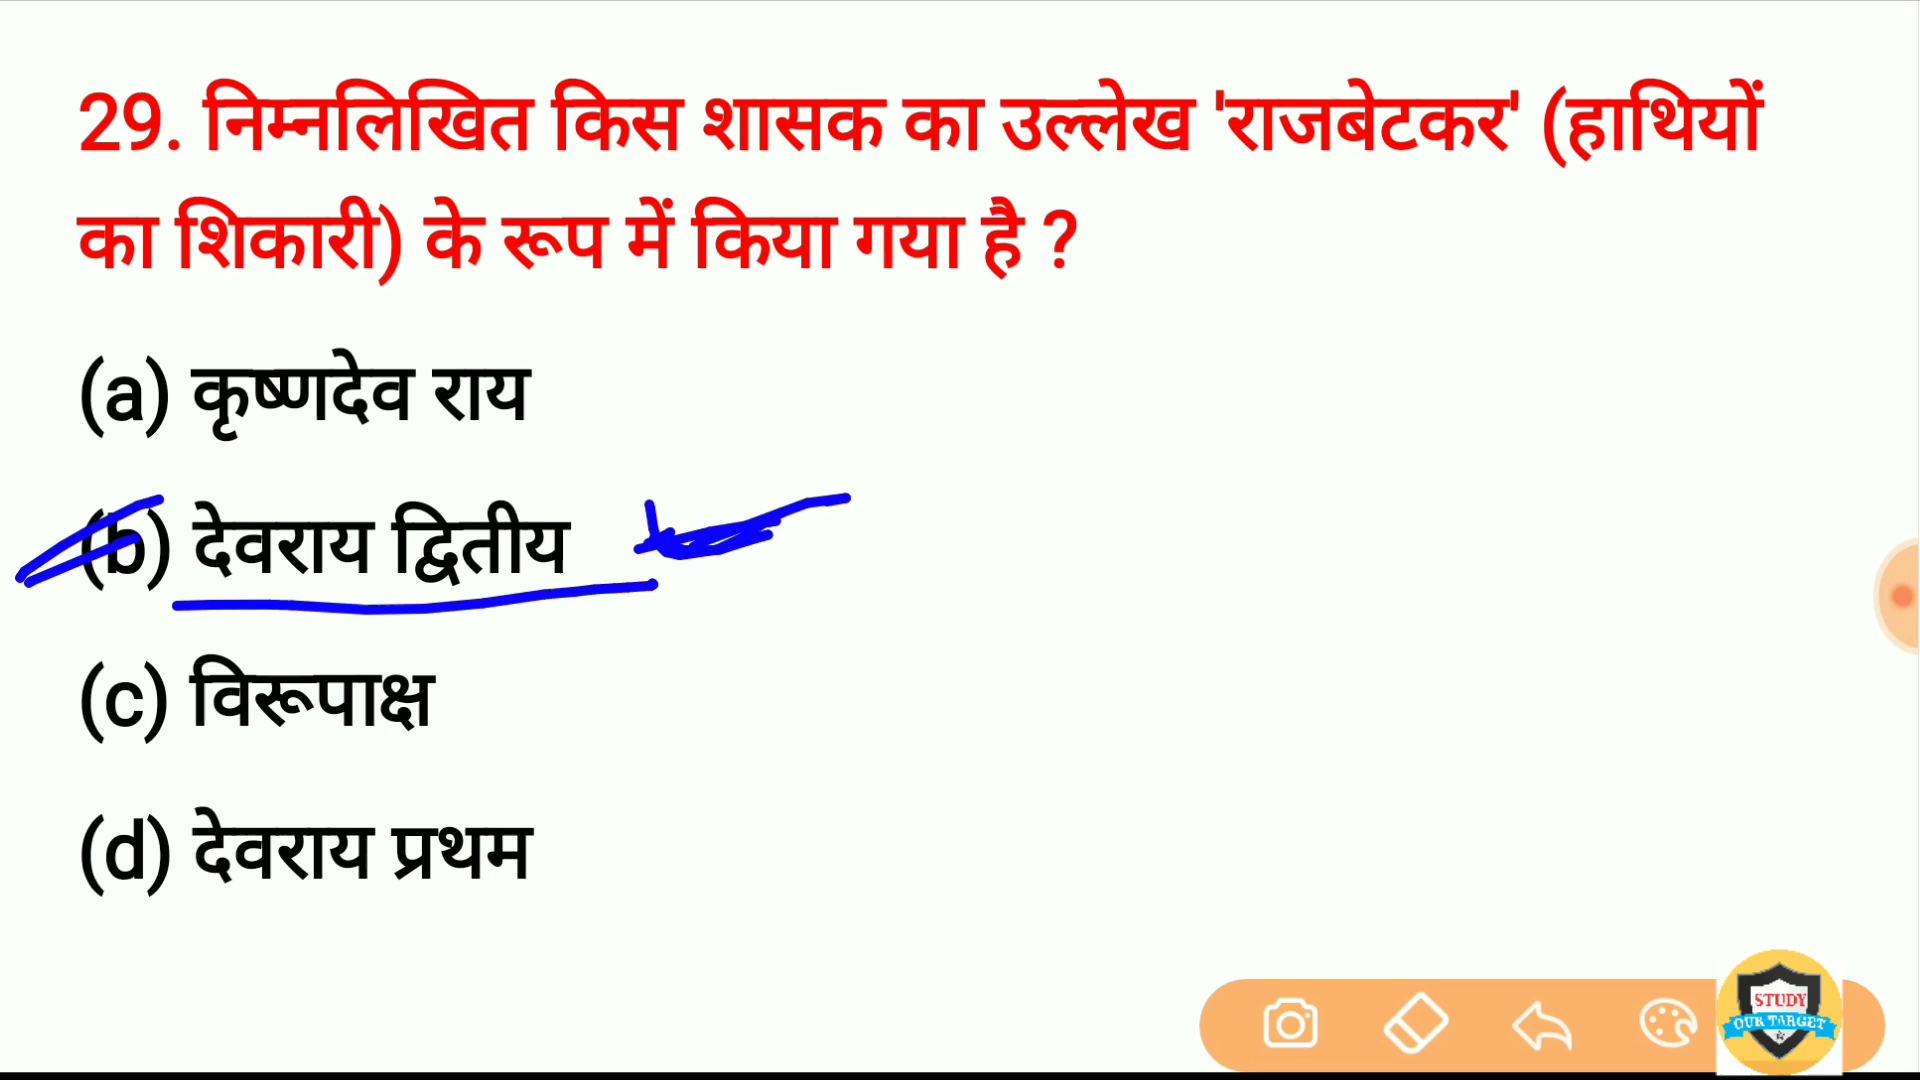 29. निम्नलिखित किस शासक का उल्लेख 'राजबेटकर' (हाथियों
का शिकारी) के रूप में किया गया है ?
(a) कृष्णदेव राय
(b) देवराय द्वितीय
(c) विरूपाक्ष
(d) देवराय प्रथम
STUDY
OUR TARGET